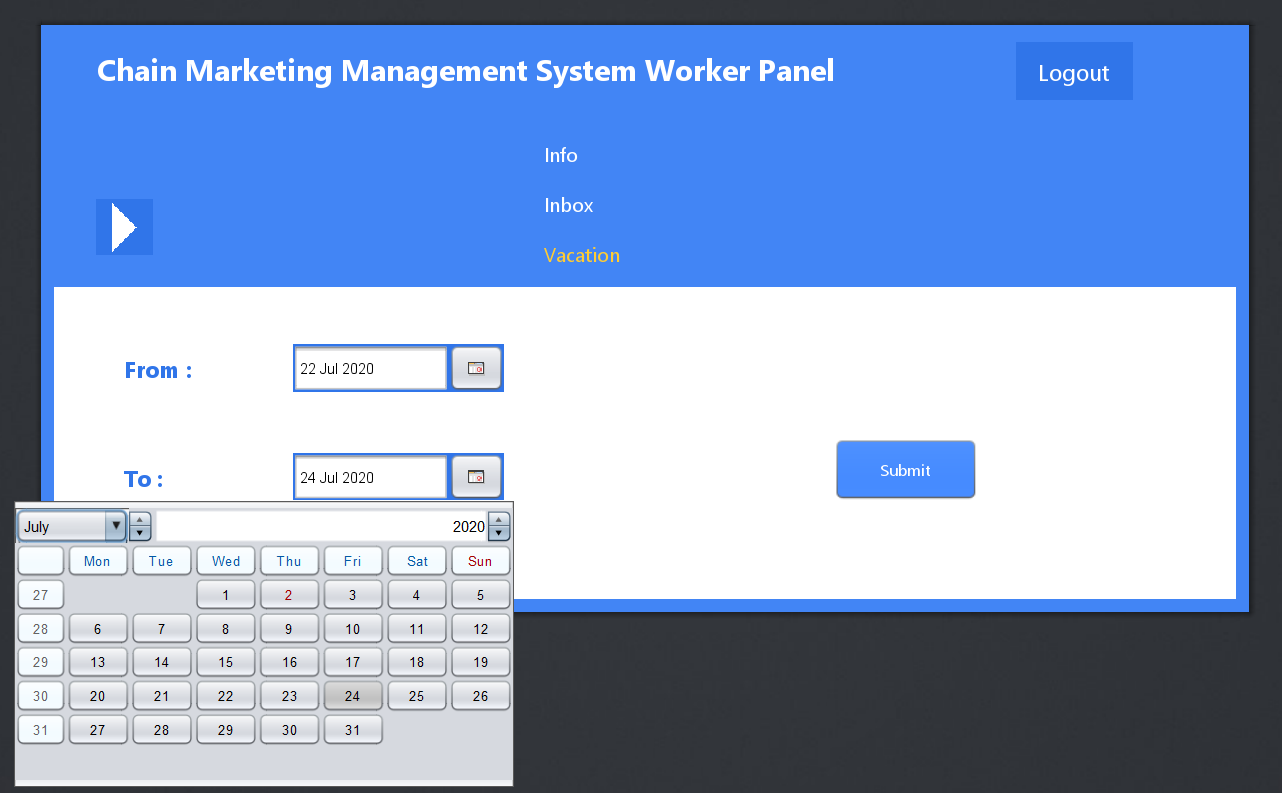 Chain Marketing Management System Worker Panel
Logout
Info
Inbox
Vacation
From :
22 Jul 2020
To :
24 Jul 2020
Submit
July 2020
Mon Tue Wed Thu Fri Sat Sun
27 1 2 3 4 5
28 6 7 8 9 10 11 12
29 13 14 15 16 17 18 19
30 20 21 22 23 24 25 26
31 27 28 29 30 31